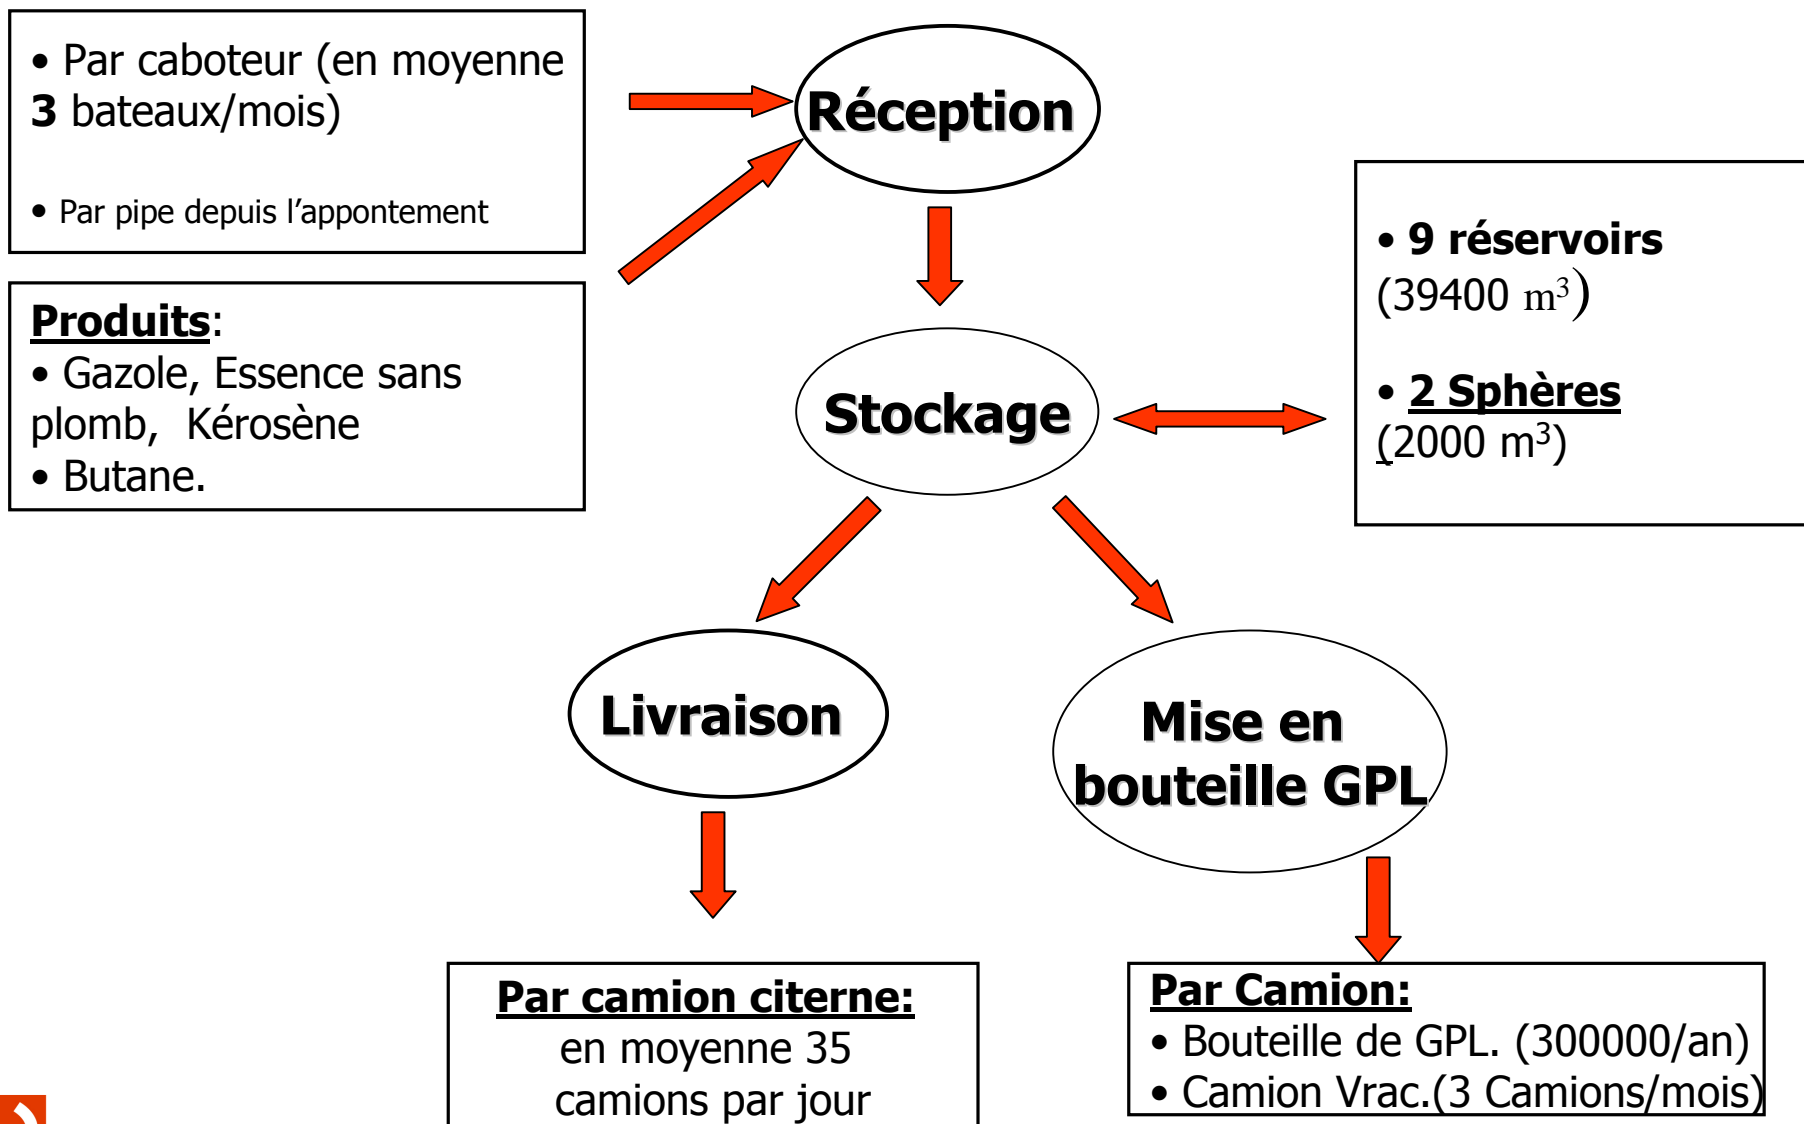 • Par caboteur (en moyenne
3 bateaux/mois)
• Par pipe depuis l’appontement
Réception
Produits:
• Gazole, Essence sans
plomb, Kérosène
• Butane.
• 9 réservoirs
(39400 m³)
• 2 Sphères
(2000 m³)
Stockage
Livraison
Mise en
bouteille GPL
Par camion citerne:
en moyenne 35
camions par jour
Par Camion:
• Bouteille de GPL. (300000/an)
• Camion Vrac.(3 Camions/mois)